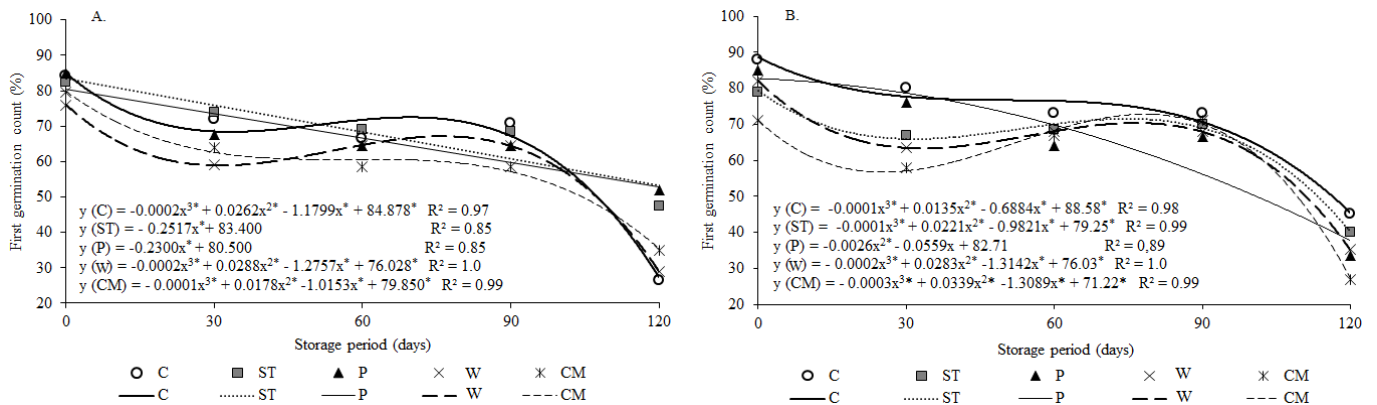 A.
First germination count (%)
100
90
80
70
60
50
40
30
20
y (C) = -0.0002x³* + 0.0262x²* - 1.1799x* + 84.878* R² = 0.97
y (ST) = - 0.2517x*+ 83.400 R² = 0.85
y (P) = -0.2300x* + 80.500 R² = 0.85
y (W) = -0.0002x³* + 0.0288x²* - 1.2757x* + 76.028* R² = 1.0
y (CM) = - 0.0001x³* + 0.0178x²* -1.0153x* + 79.850* R² = 0.99
0 30 60 90 120
Storage period (days)
C ST P W CM
C ST P W CM
B.
First germination count (%)
100
90
80
70
60
50
40
30
20
y (C) = -0.0001x³* + 0.0135x²* - 0.6884x* + 88.58* R² = 0.98
y (ST) = -0.0001x³* + 0.0221x²* - 0.9821x* + 79.25* R² = 0.99
y (P) = -0.0026x²* -0.0559x + 82.71 R² = 0,89
y (W) = - 0.0002x³* + 0.0283x²* -1.3142x* + 76.03* R² = 1.0
y (CM) = - 0.0003x³* + 0.0339x²* -1.3089x* + 71.22* R² = 0.99
0 30 60 90 120
Storage period (days)
C ST P W CM
C ST P W CM